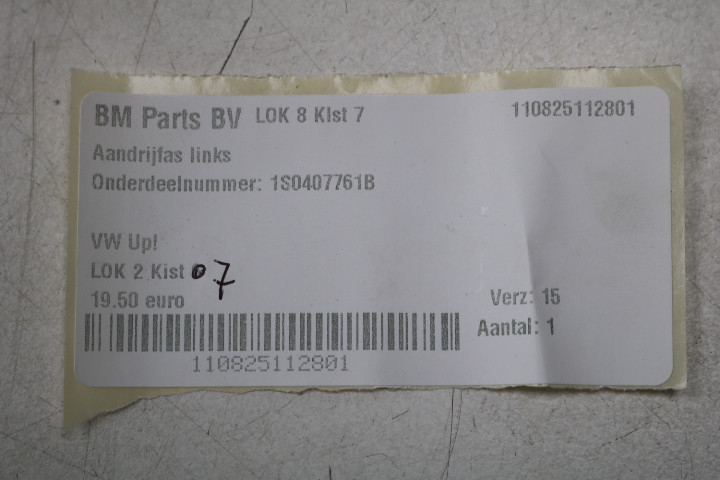 BM Parts BV LOK 8 Kist 7 110825112801
Aandrijfas links
Onderdeelnummer: 1S0407761B
VW Up!
LOK 2 Kist 07
19.50 euro Verz: 15
Aantal: 1
110825112801